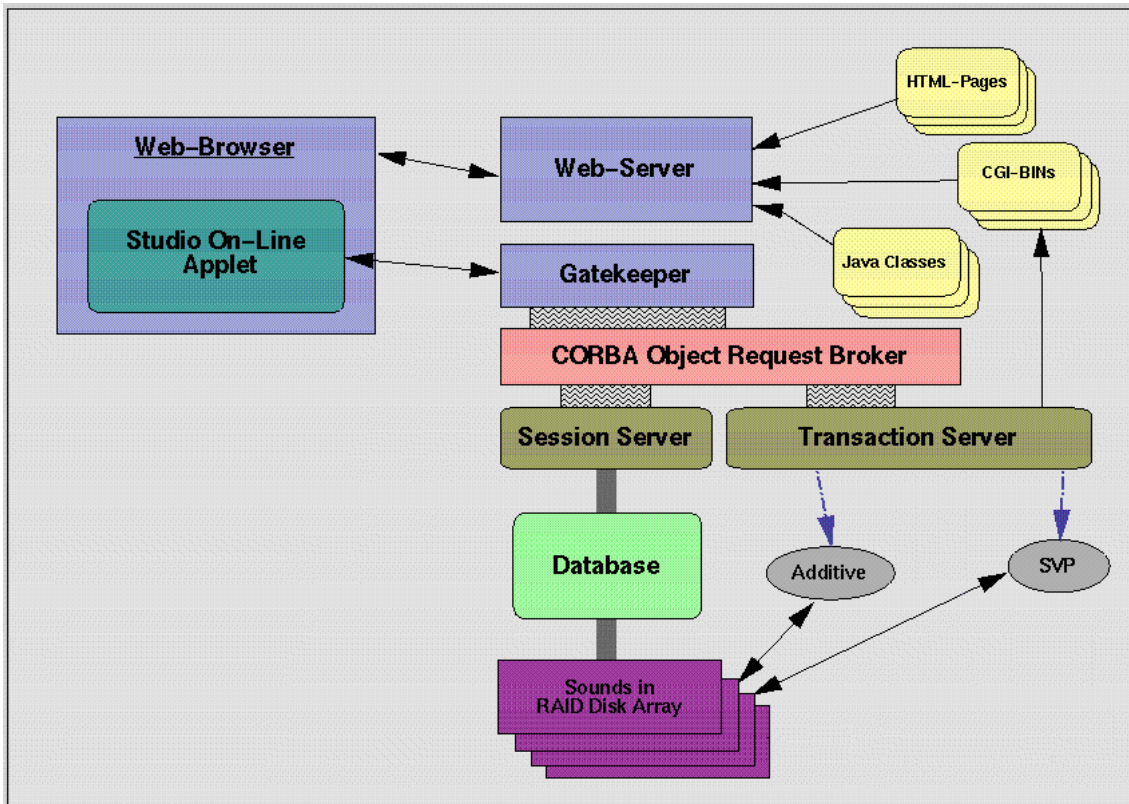 HTML-Pages
Web-Browser
Web-Server
CGI-BINs
Studio On-Line
Applet
Gatekeeper
Java Classes
CORBA Object Request Broker
Session Server
Transaction Server
Database
Additive
SVP
Sounds in
RAID Disk Array